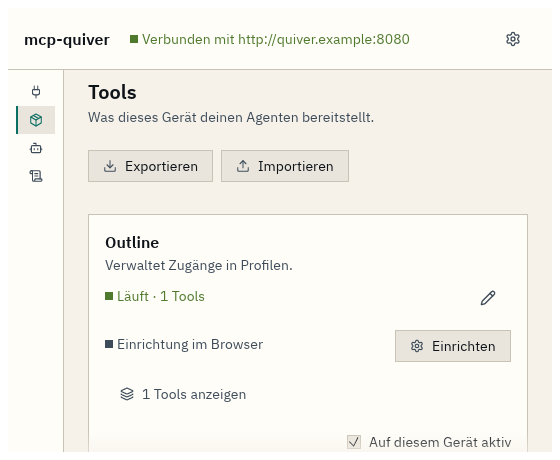 mcp-quiver
Verbunden mit http://quiver.example:8080
Tools
Was dieses Gerät deinen Agenten bereitstellt.
Exportieren
Importieren
Outline
Verwaltet Zugänge in Profilen.
Läuft · 1 Tools
Einrichtung im Browser
Einrichten
1 Tools anzeigen
Auf diesem Gerät aktiv